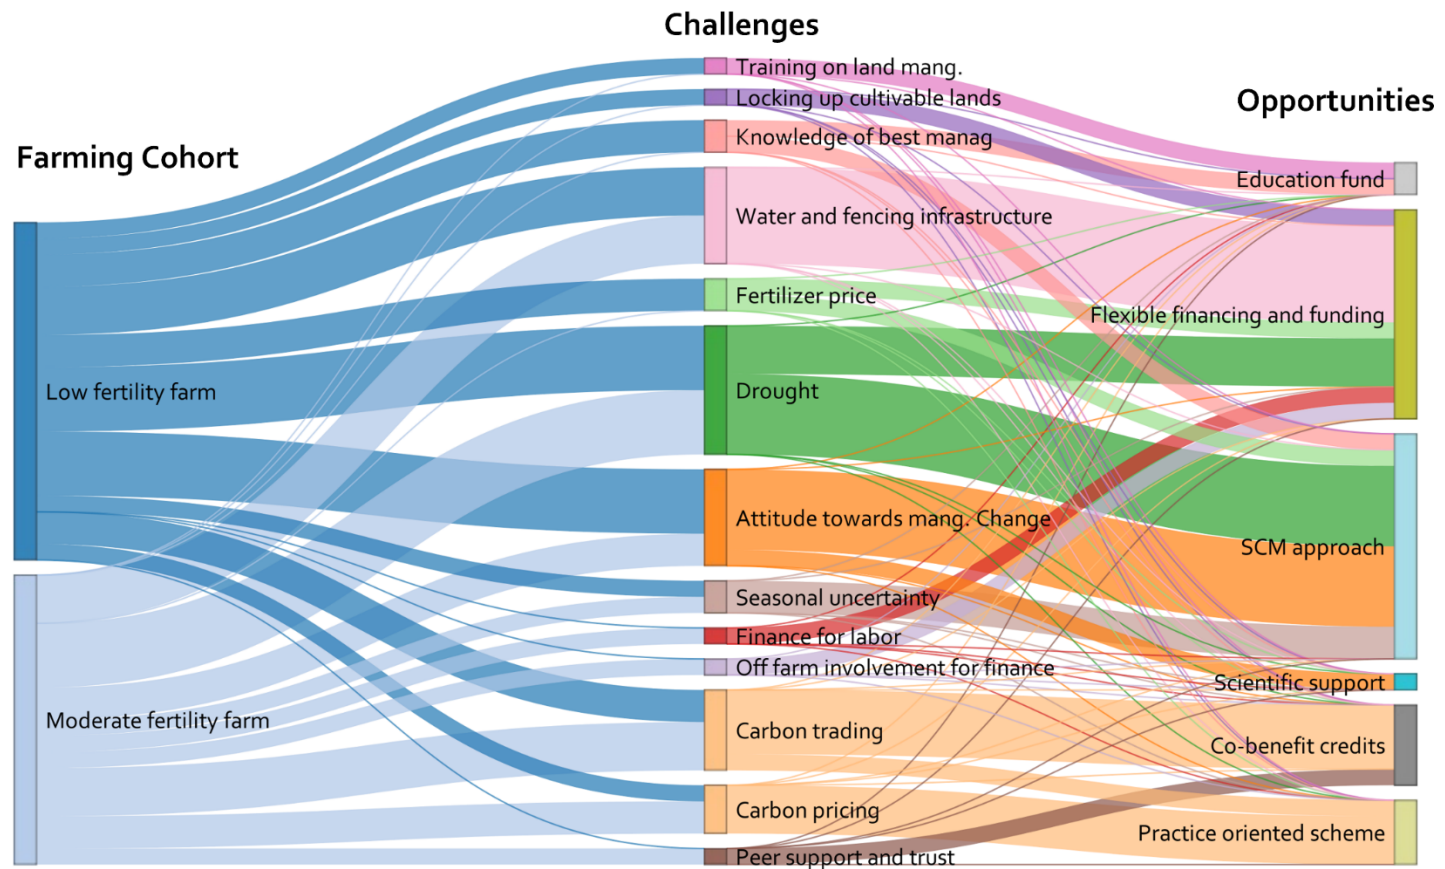 Challenges
Farming Cohort
Opportunities
Low fertility farm
Moderate fertility farm
Training on land mang.
Locking up cultivable lands
Knowledge of best manag
Water and fencing infrastructure
Fertilizer price
Drought
Attitude towards mang. Change
Seasonal uncertainty
Finance for labor
Off farm involvement for finance
Carbon trading
Carbon pricing
Peer support and trust
Education fund
Flexible financing and funding
SCM approach
Scientific support
Co-benefit credits
Practice oriented scheme